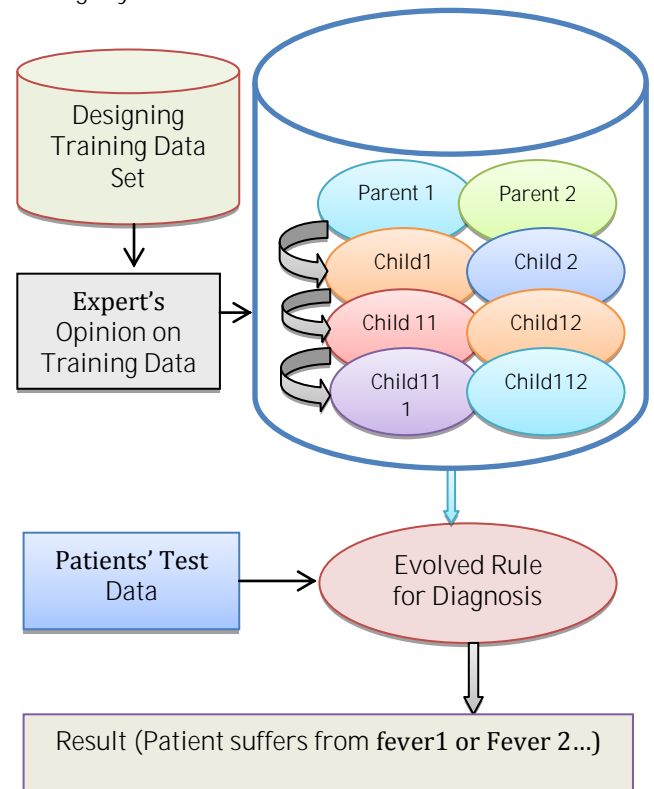 Designing
Training Data
Set
Expert's
Opinion on
Training Data
Parent 1
Parent 2
Child1
Child 2
Child 11
Child12
Child11
1
Child112
Patients' Test
Data
Evolved Rule
for Diagnosis
Result (Patient suffers from fever1 or Fever 2...)